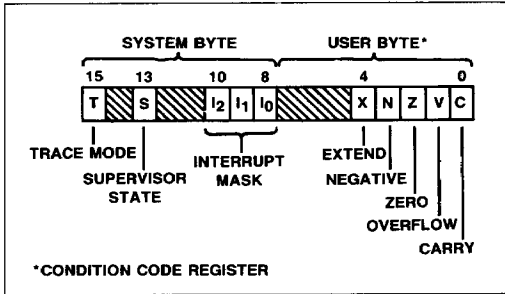 SYSTEM BYTE USER BYTE*
15 13 10 8 4 0
T S I2 I1 I0 X N Z V C
TRACE MODE INTERRUPT MASK EXTEND
SUPERVISOR STATE NEGATIVE
ZERO
OVERFLOW
CARRY
*CONDITION CODE REGISTER